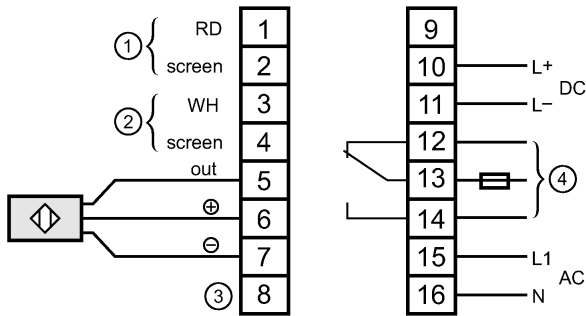 RD 1
① screen 2
WH 3
② screen 4
out 5
⊕ 6
⊖ 7
③ 8
9
10 L+
DC
11 L−
12
13 ④
14
15 L1
AC
16 N